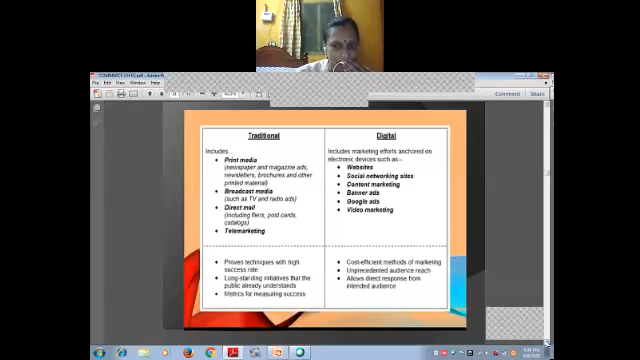 COMMERCE CH13.pdf - Adobe
File Edit View Window Help
Comment
Share
Traditional
Includes...
• Print media
(newspaper and magazine ads,
newsletters, brochures and other
printed material)
• Broadcast media
(such as TV and radio ads)
• Direct mail
(including fliers, post cards,
catalogs)
• Telemarketing
• Proven techniques with high
success rate
• Long-standing initiatives that the
public already understands
• Metrics for measuring success
Digital
Includes marketing efforts anchored on
electronic devices such as--
• Websites
• Social networking sites
• Content marketing
• Banner ads
• Google ads
• Video marketing
• Cost-efficient methods of marketing
• Unprecedented audience reach
• Allows direct response from
intended audience